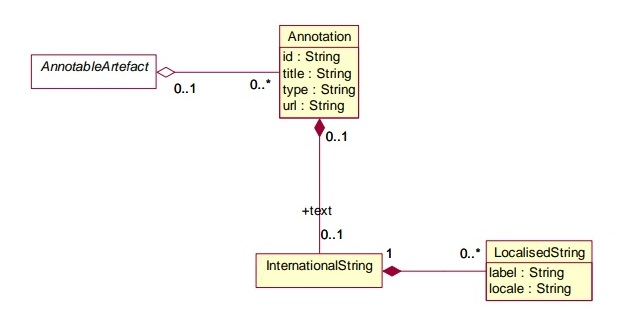 Annotation
id : String
title : String
type : String
url : String
AnnotableArtefact
0..1
0..*
0..1
+text
0..1
InternationalString
1
0..*
LocalisedString
label : String
locale : String